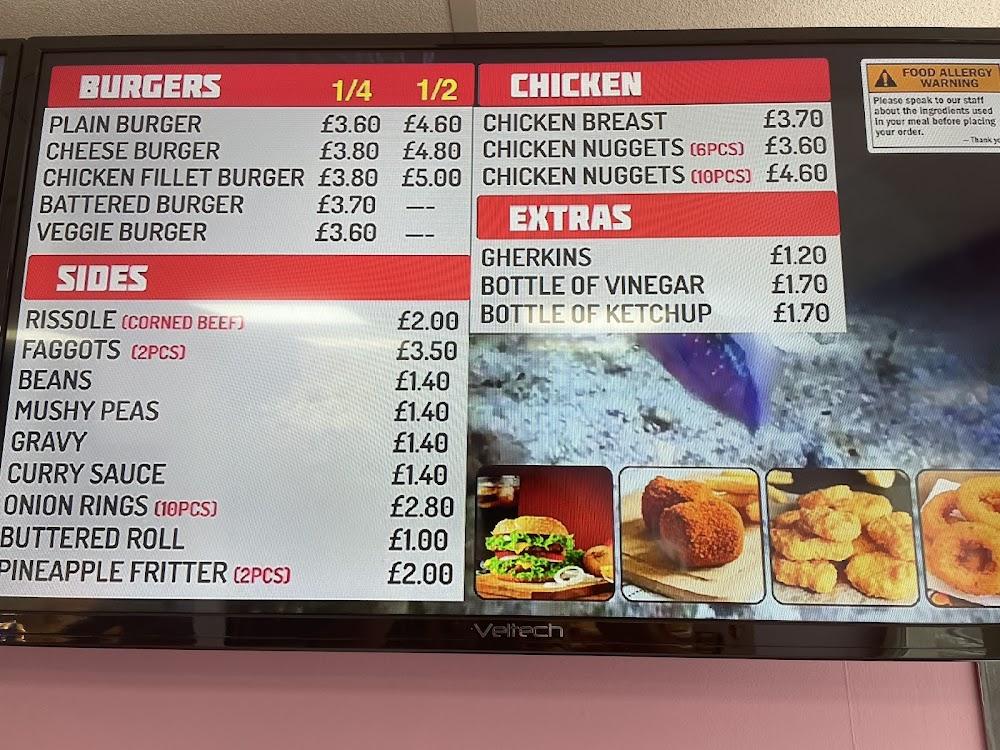 BURGERS 1/4 1/2
PLAIN BURGER £3.60 £4.60
CHEESE BURGER £3.80 £4.80
CHICKEN FILLET BURGER £3.80 £5.00
BATTERED BURGER £3.70 ---
VEGGIE BURGER £3.60 ---
SIDES
RISSOLE (CORNED BEEF) £2.00
FAGGOTS (2PCS) £3.50
BEANS £1.40
MUSHY PEAS £1.40
GRAVY £1.40
CURRY SAUCE £1.40
ONION RINGS (10PCS) £2.80
BUTTERED ROLL £1.00
PINEAPPLE FRITTER (2PCS) £2.00
CHICKEN
CHICKEN BREAST £3.70
CHICKEN NUGGETS (6PCS) £3.60
CHICKEN NUGGETS (10PCS) £4.60
EXTRAS
GHERKINS £1.20
BOTTLE OF VINEGAR £1.70
BOTTLE OF KETCHUP £1.70
FOOD ALLERGY
WARNING
Please speak to our staff
about the ingredients used
in your meal before placing
your order.
– Thank
Veltech